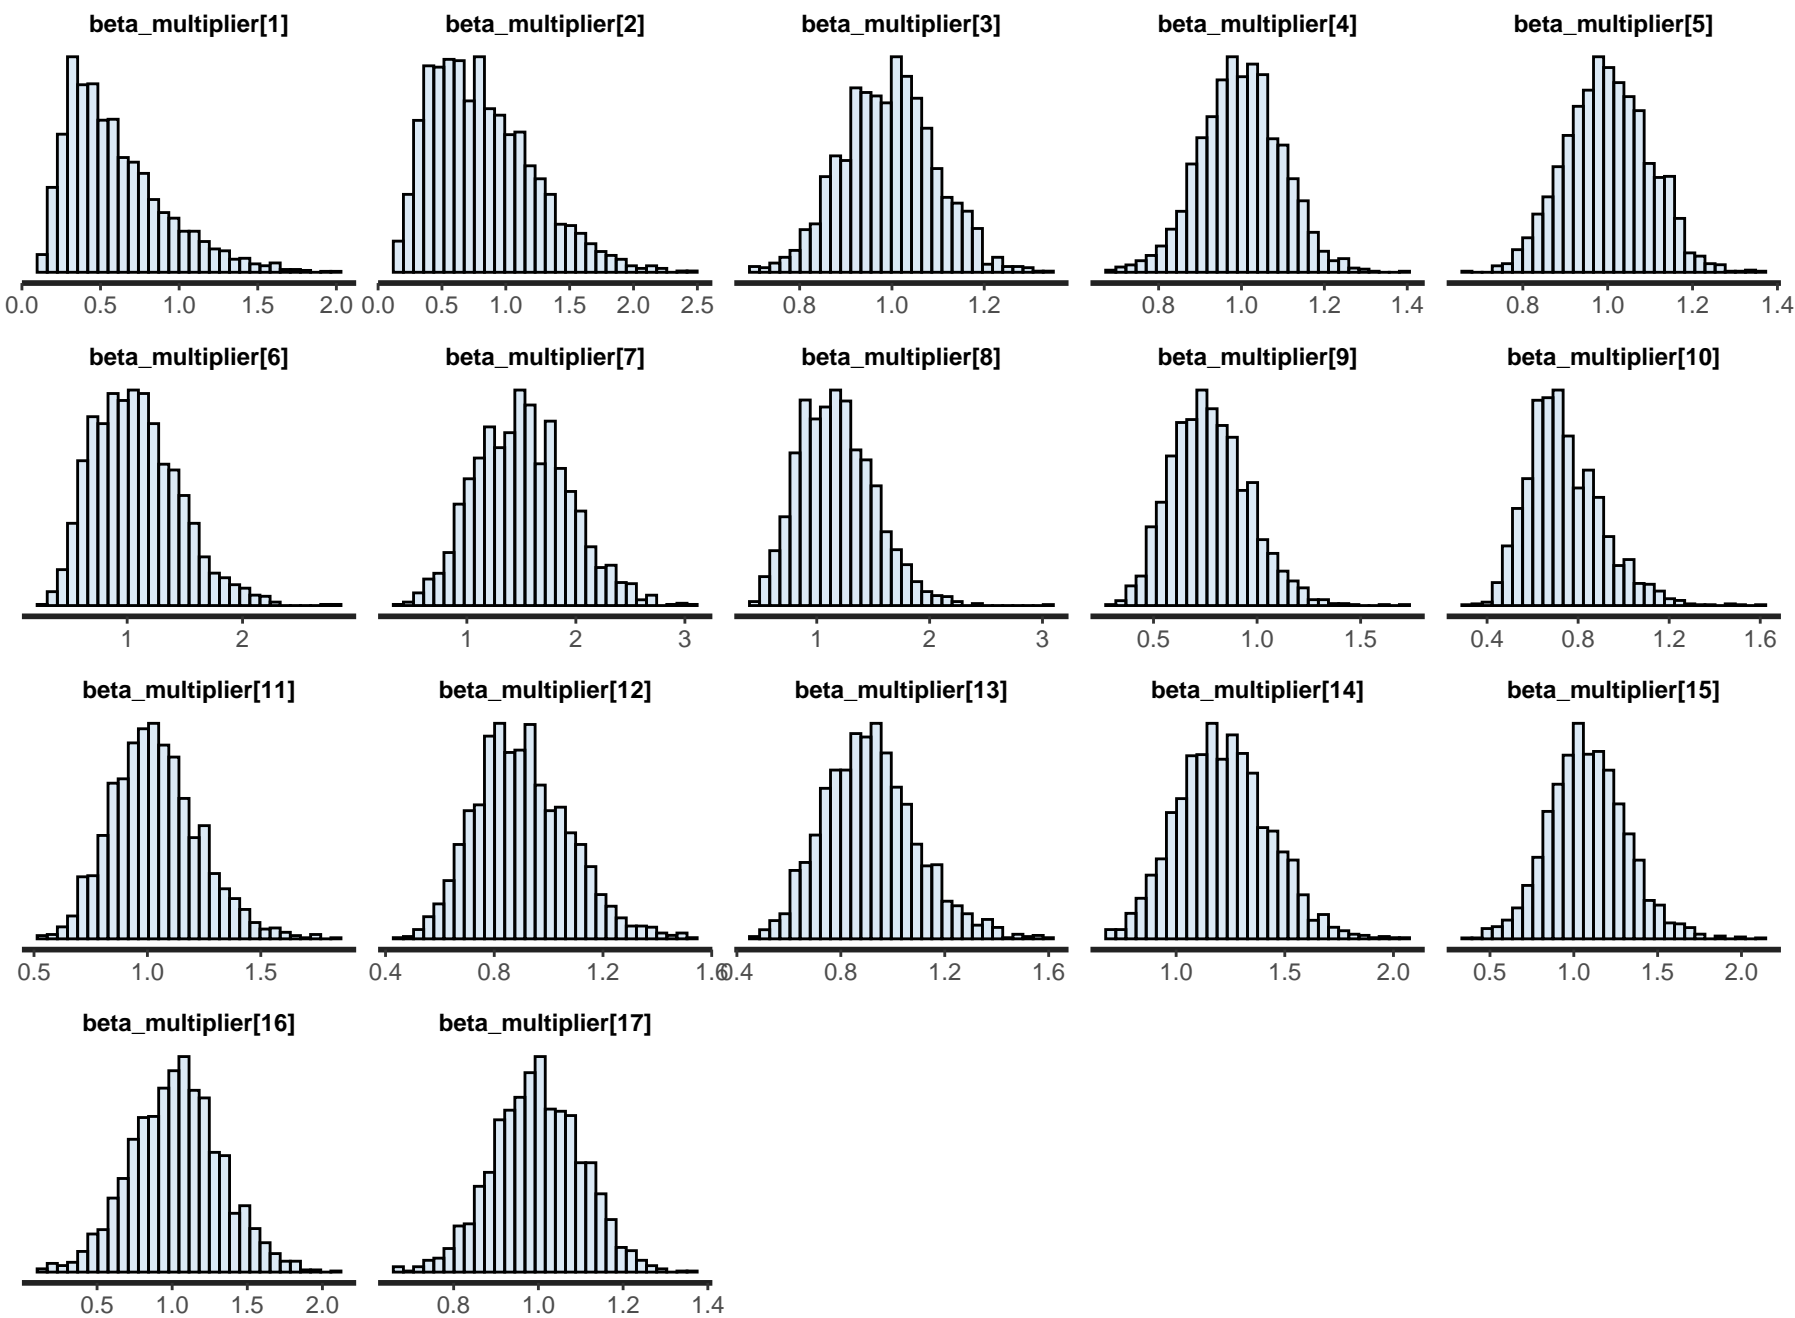 beta_multiplier[1] beta_multiplier[2] beta_multiplier[3] beta_multiplier[4] beta_multiplier[5]
0.0 0.5 1.0 1.5 2.0 0.0 0.5 1.0 1.5 2.0 2.5 0.8 1.0 1.2 0.8 1.0 1.2 1.4 0.8 1.0 1.2 1.4
beta_multiplier[6] beta_multiplier[7] beta_multiplier[8] beta_multiplier[9] beta_multiplier[10]
1 2 1 2 3 1 2 3 0.5 1.0 1.5 0.4 0.8 1.2 1.6
beta_multiplier[11] beta_multiplier[12] beta_multiplier[13] beta_multiplier[14] beta_multiplier[15]
0.5 1.0 1.5 0.4 0.8 1.2 1.6 0.4 0.8 1.2 1.6 1.0 1.5 2.0 0.5 1.0 1.5 2.0
beta_multiplier[16] beta_multiplier[17]
0.5 1.0 1.5 2.0 0.8 1.0 1.2 1.4